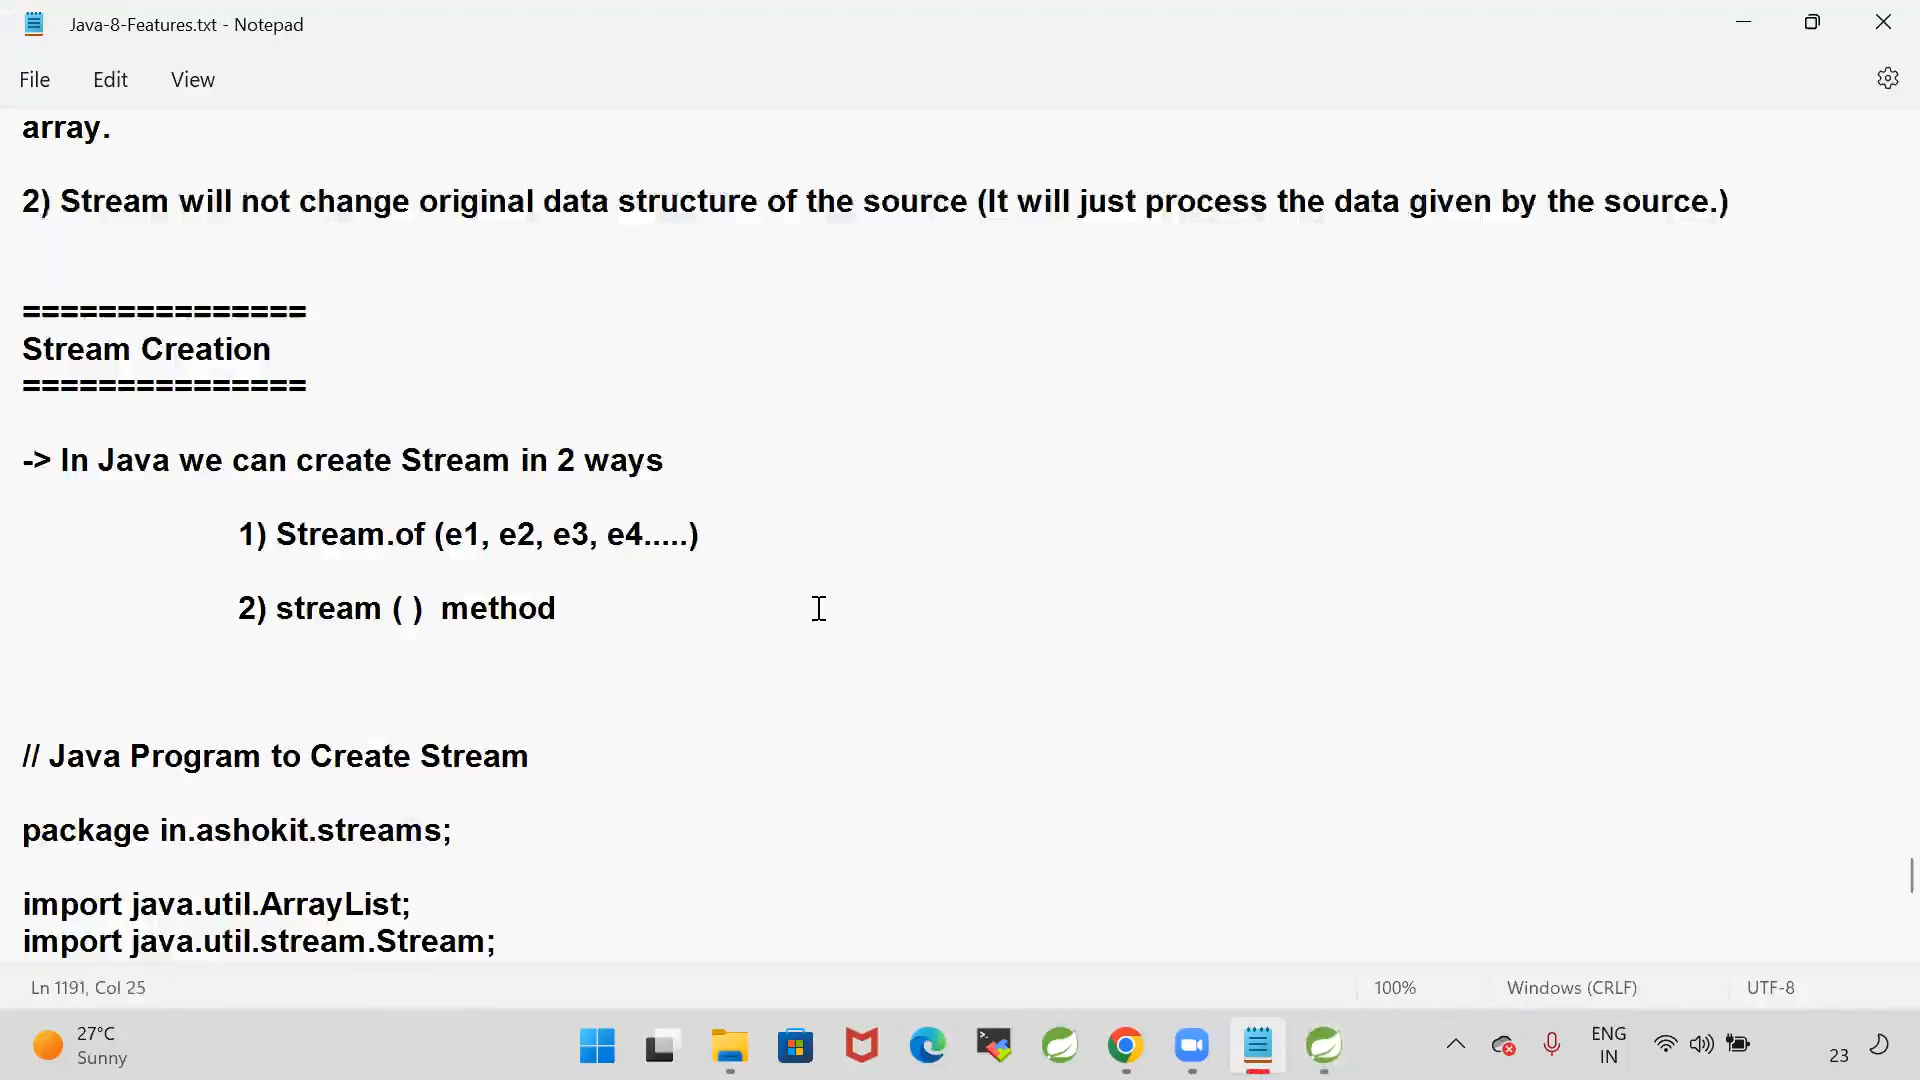 Java-8-Features.txt - Notepad
File Edit View
array.
2) Stream will not change original data structure of the source (It will just process the data given by the source.)
===============
Stream Creation
===============
-> In Java we can create Stream in 2 ways
1) Stream.of (e1, e2, e3, e4.....)
2) stream ( )  method
// Java Program to Create Stream
package in.ashokit.streams;
import java.util.ArrayList;
import java.util.stream.Stream;
Ln 1191, Col 25 100% Windows (CRLF) UTF-8
27°C
Sunny
ENG
IN
23